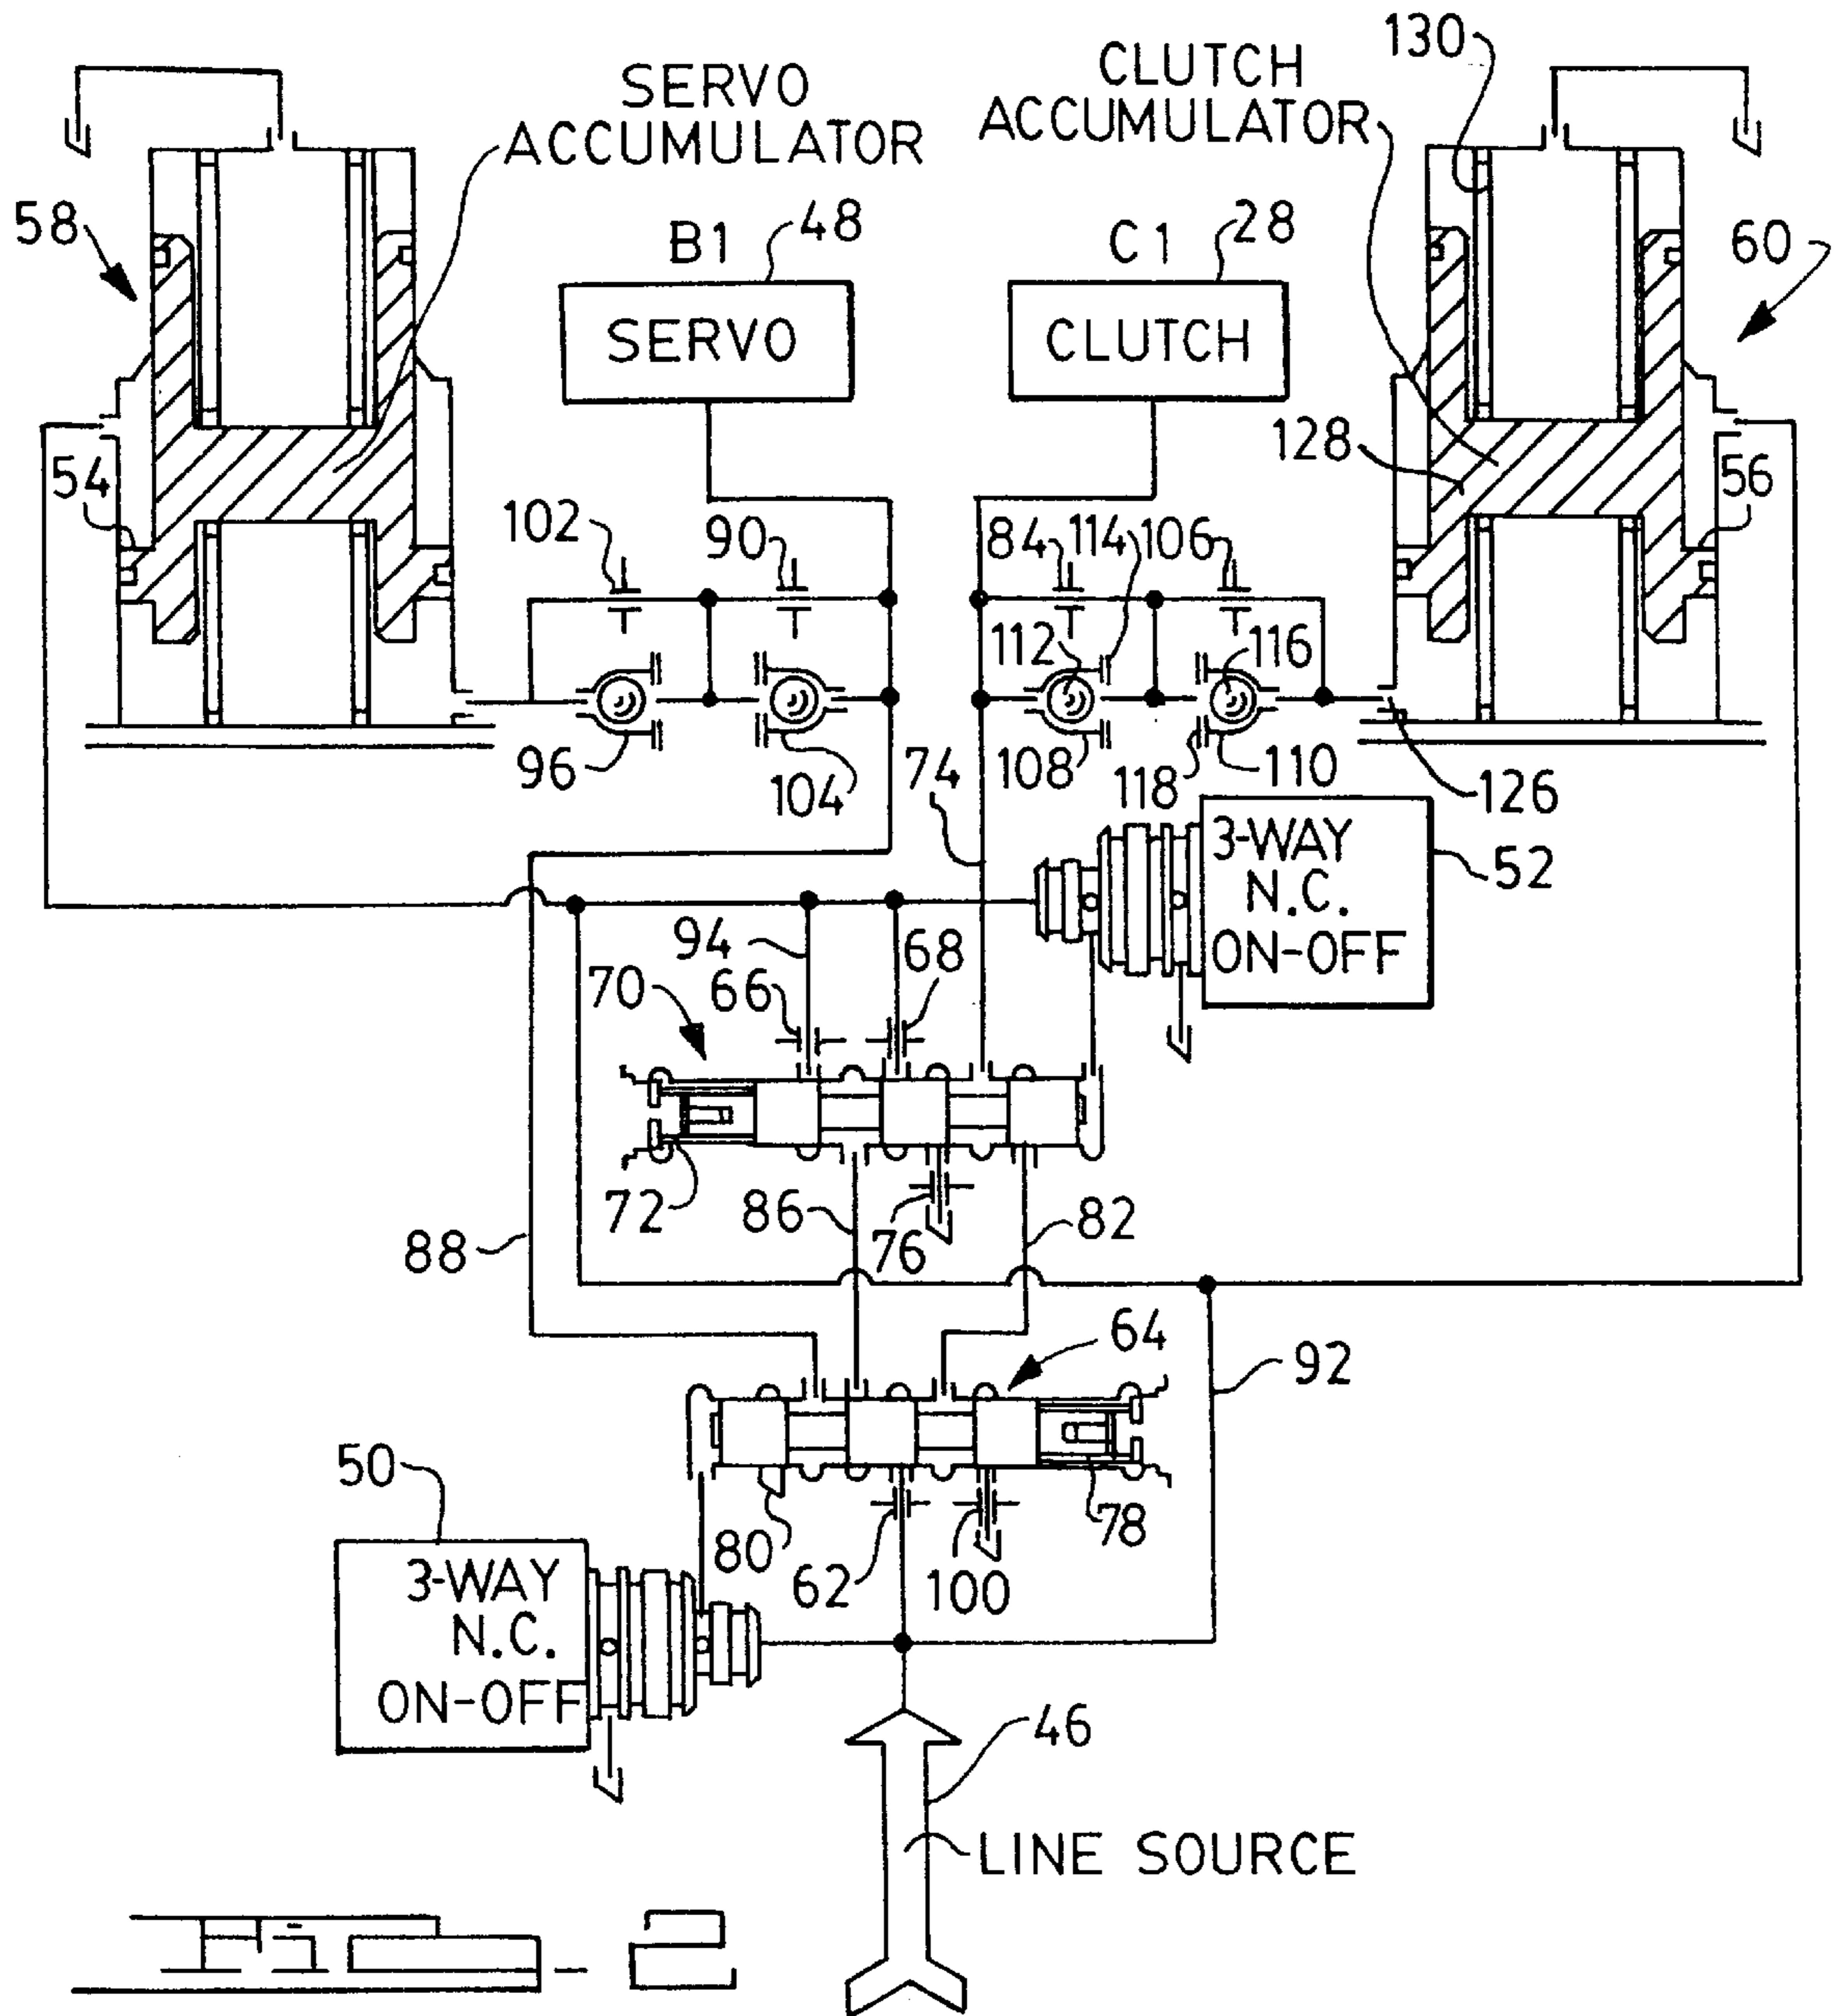 130
SERVO
ACCUMULATOR
CLUTCH
ACCUMULATOR
58
B1
48
C1
28
60
SERVO
CLUTCH
54
128
56
102
90
84
114
106
112
116
96
104
108
118
110
126
74
3-WAY
N.C.
ON-OFF
52
94
68
66
70
72
86
76
82
88
64
92
50
80
62
100
78
3-WAY
N.C.
ON-OFF
46
LINE SOURCE
Fig-2